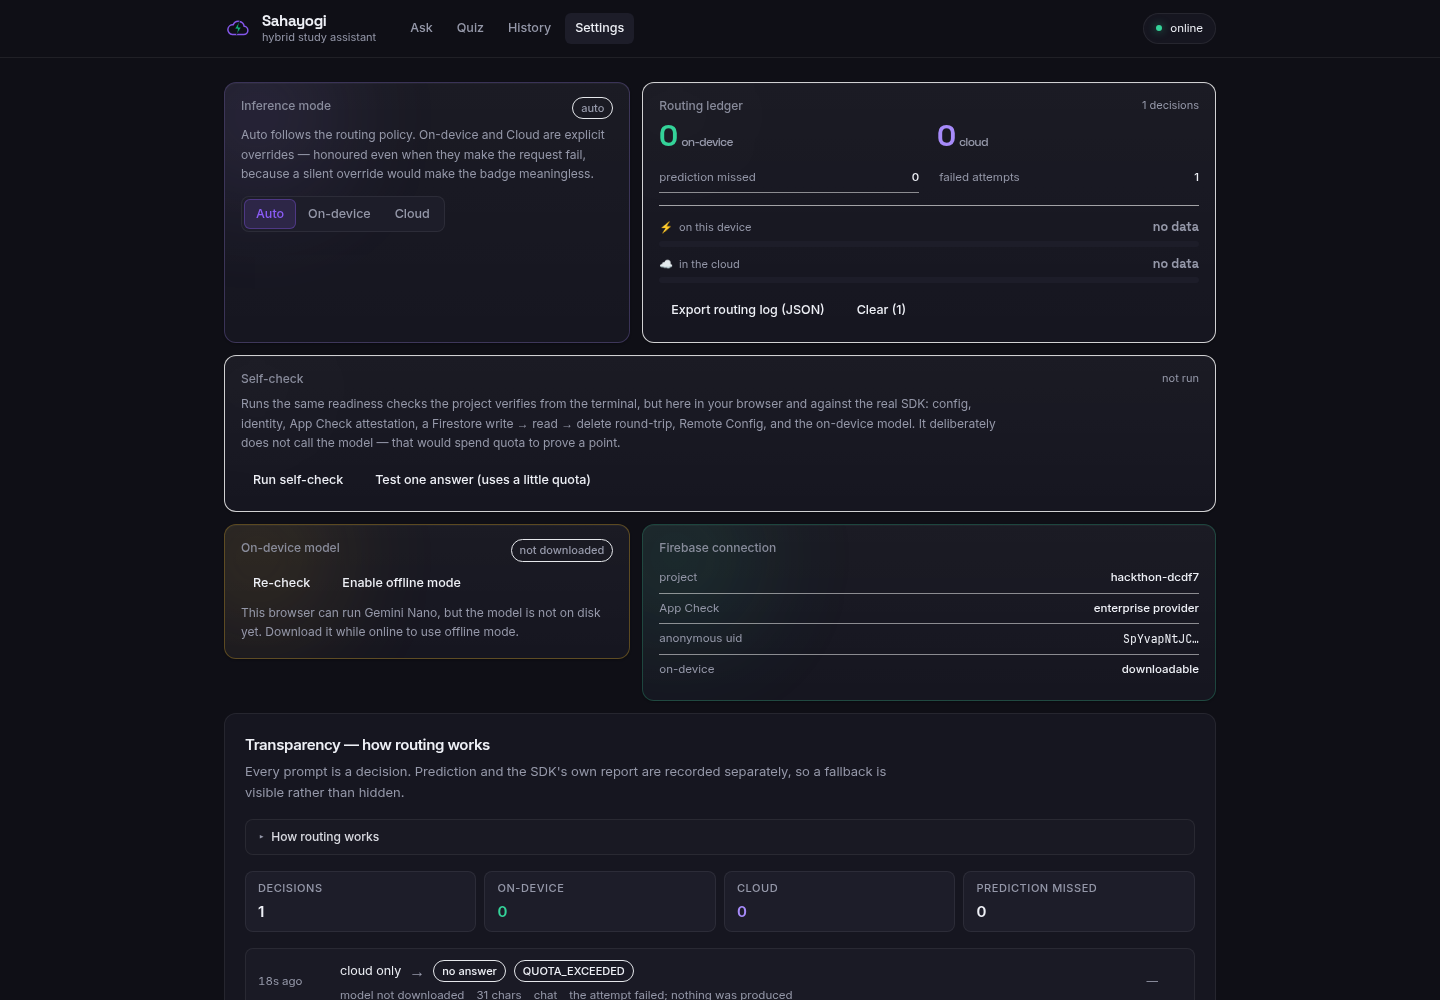 Sahayogi
hybrid study assistant
Ask
Quiz
History
Settings
online
Inference mode
auto
Auto follows the routing policy. On-device and Cloud are explicit
overrides — honoured even when they make the request fail,
because a silent override would make the badge meaningless.
Auto
On-device
Cloud
Routing ledger
1 decisions
0 on-device
0 cloud
prediction missed 0
failed attempts 1
on this device no data
in the cloud no data
Export routing log (JSON)
Clear (1)
Self-check
not run
Runs the same readiness checks the project verifies from the terminal, but here in your browser and against the real SDK: config,
identity, App Check attestation, a Firestore write → read → delete round-trip, Remote Config, and the on-device model. It deliberately
does not call the model — that would spend quota to prove a point.
Run self-check
Test one answer (uses a little quota)
On-device model
not downloaded
Re-check
Enable offline mode
This browser can run Gemini Nano, but the model is not on disk
yet. Download it while online to use offline mode.
Firebase connection
project hackthon-dcdf7
App Check enterprise provider
anonymous uid SpYvapNtJC…
on-device downloadable
Transparency — how routing works
Every prompt is a decision. Prediction and the SDK's own report are recorded separately, so a fallback is
visible rather than hidden.
How routing works
DECISIONS
1
ON-DEVICE
0
CLOUD
0
PREDICTION MISSED
0
18s ago
cloud only → no answer QUOTA_EXCEEDED
—
model not downloaded 31 chars chat the attempt failed; nothing was produced